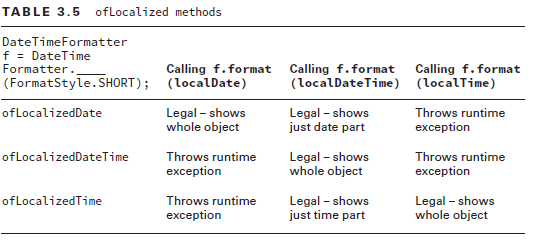 TABLE 3.5 ofLocalized methods
DateTimeFormatter
f = DateTime
Formatter.____ Calling f.format Calling f.format Calling f.format
(FormatStyle.SHORT); (localDate) (localDateTime) (localTime)
ofLocalizedDate Legal – shows Legal – shows Throws runtime
whole object just date part exception
ofLocalizedDateTime Throws runtime Legal – shows Throws runtime
exception whole object exception
ofLocalizedTime Throws runtime Legal – shows Legal – shows
exception just time part whole object